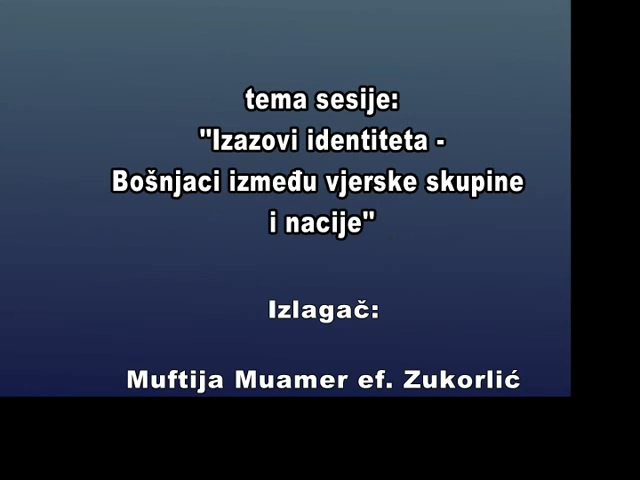 tema sesije:
"Izazovi identiteta -
Bošnjaci između vjerske skupine
i nacije"
Izlagač:
Muftija Muamer ef. Zukorlić